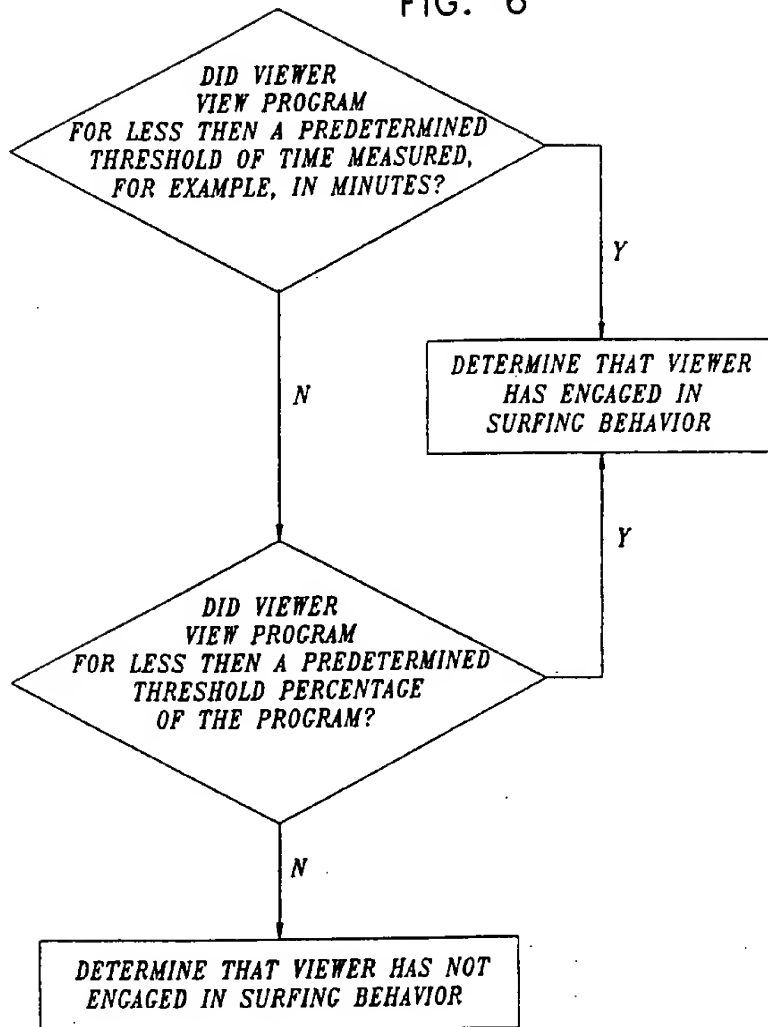 FIG. 6
DID VIEWER
VIEW PROGRAM
FOR LESS THEN A PREDETERMINED
THRESHOLD OF TIME MEASURED,
FOR EXAMPLE, IN MINUTES?
Y
N
DETERMINE THAT VIEWER
HAS ENGAGED IN
SURFING BEHAVIOR
Y
DID VIEWER
VIEW PROGRAM
FOR LESS THEN A PREDETERMINED
THRESHOLD PERCENTAGE
OF THE PROGRAM?
N
DETERMINE THAT VIEWER HAS NOT
ENGAGED IN SURFING BEHAVIOR